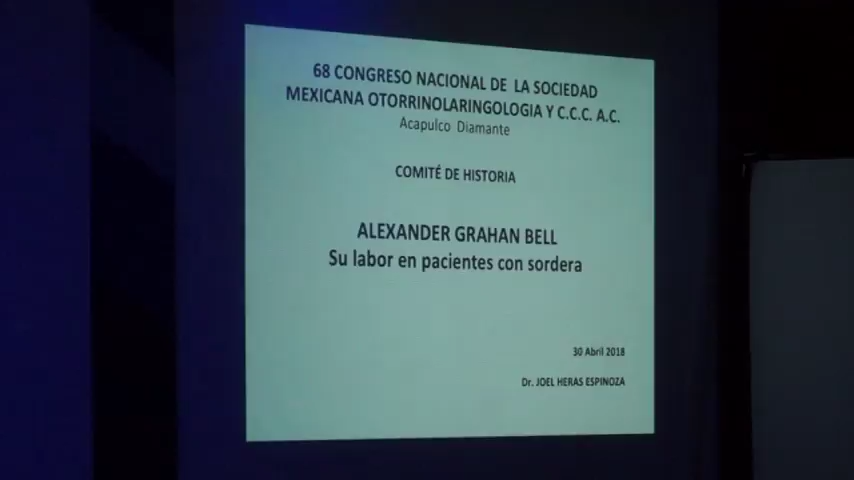 68 CONGRESO NACIONAL DE LA SOCIEDAD
MEXICANA OTORRINOLARINGOLOGIA Y C.C.C. A.C.
Acapulco Diamante
COMITÉ DE HISTORIA
ALEXANDER GRAHAN BELL
Su labor en pacientes con sordera
30 Abril 2018
Dr. JOEL HERAS ESPINOZA